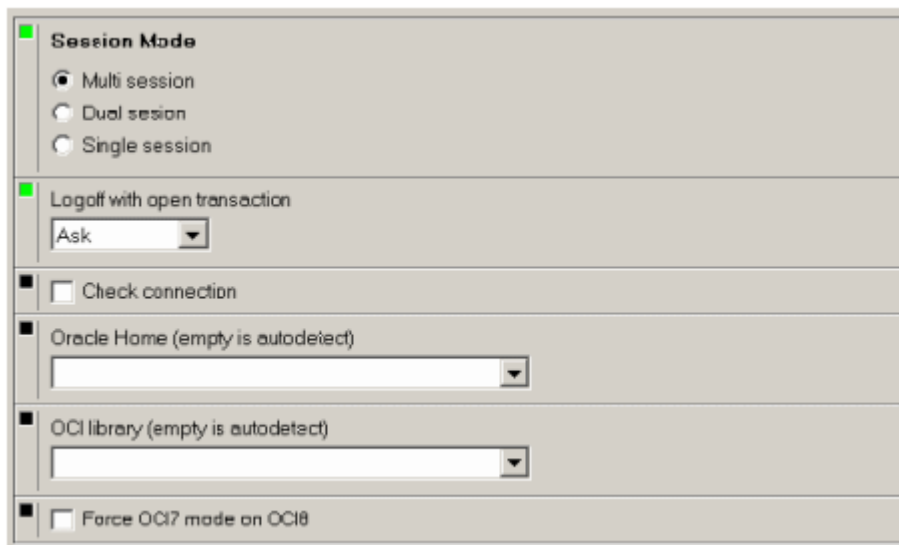 Session Mode
Multi session
Dual sesion
Single session
Logoff with open transaction
Ask
Check connection
Oracle Home (empty is autodetect)
OCI library (empty is autodetect)
Force OCI7 mode on OCI8